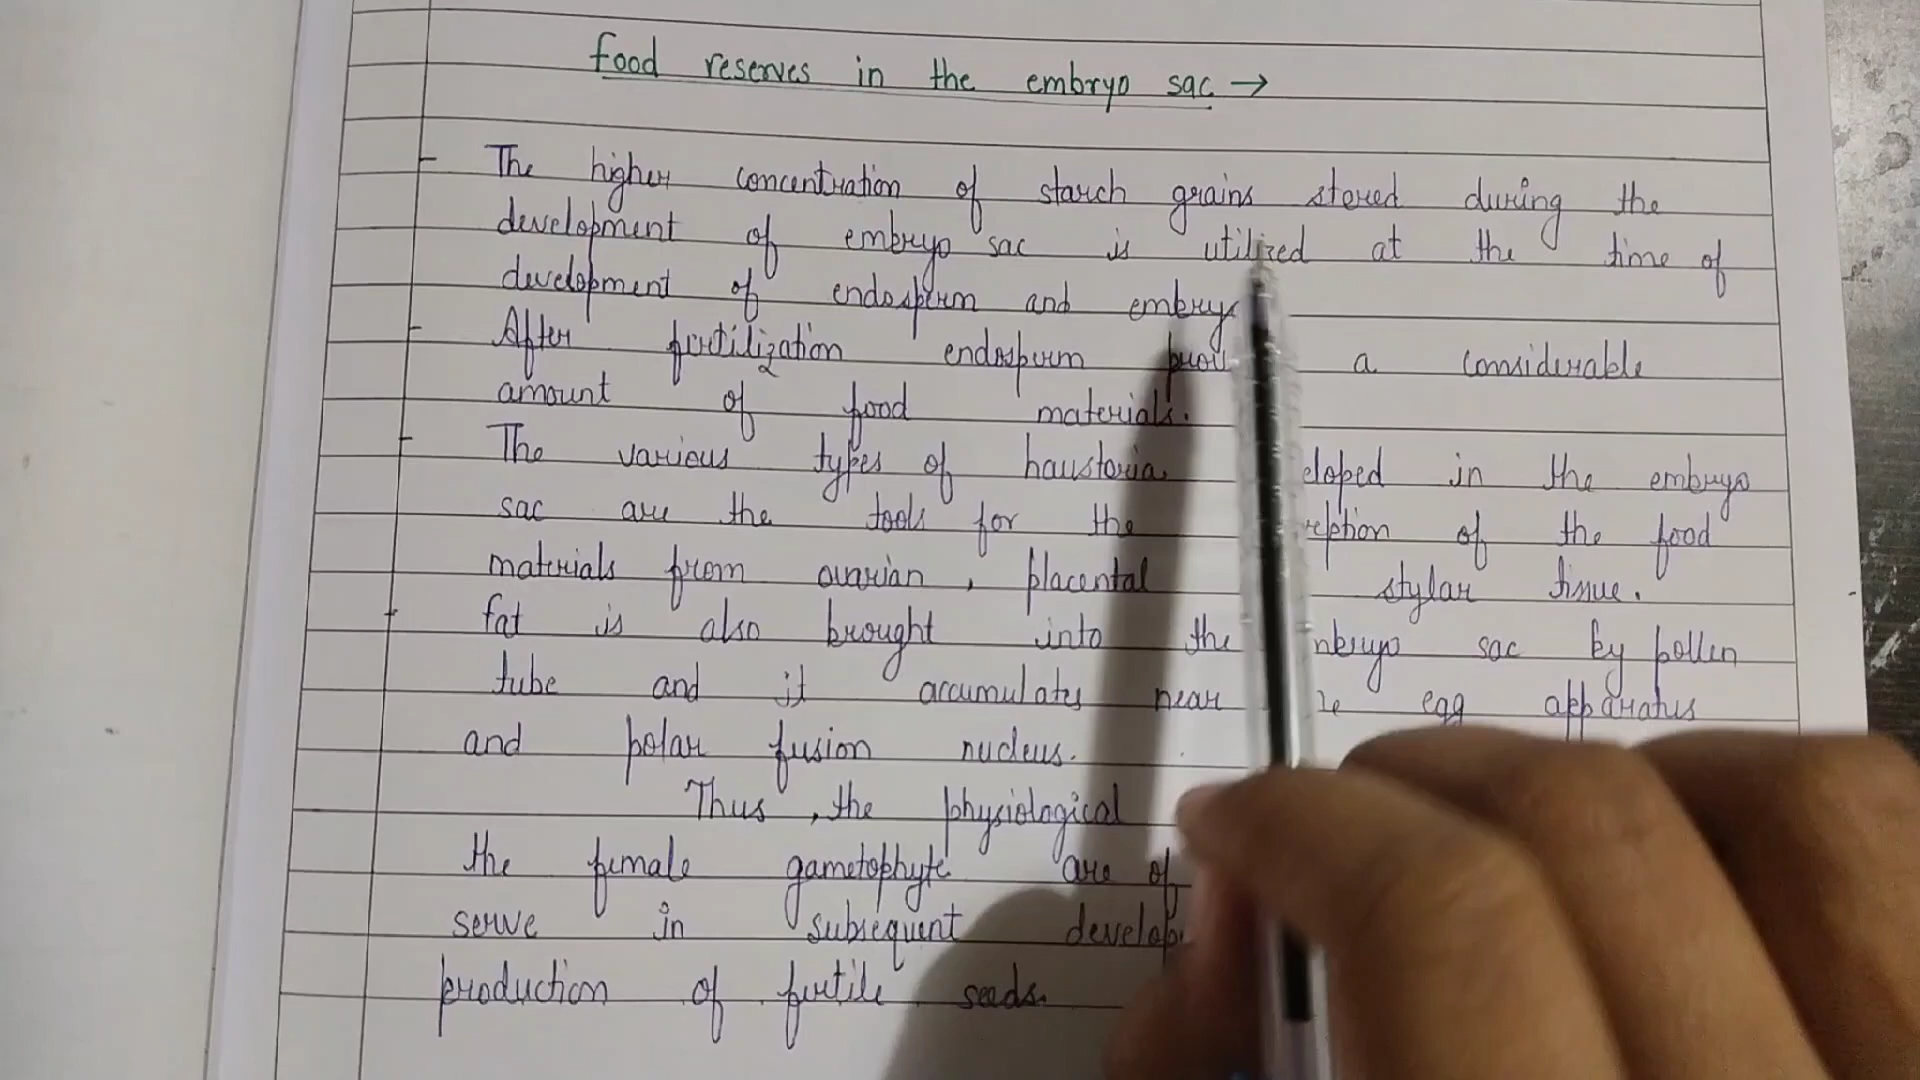 food reserves in the embryo sac →
- The higher concentration of starch grains stored during the
development of embryo sac is utilized at the time of
development of endosperm and embryo
- After fertilization endosperm a considerable
amount of food materials.
- The various types of haustoria in the embryo
sac are the tools for the of the food
materials from ovarian, placental stylar tissue.
- fat is also brought into the sac by pollen
tube and it accumulates near egg apparatus
and polar fusion nucleus.
Thus, the physiological
the female gametophyte are of
serve in subsequent
production of fertile seeds.